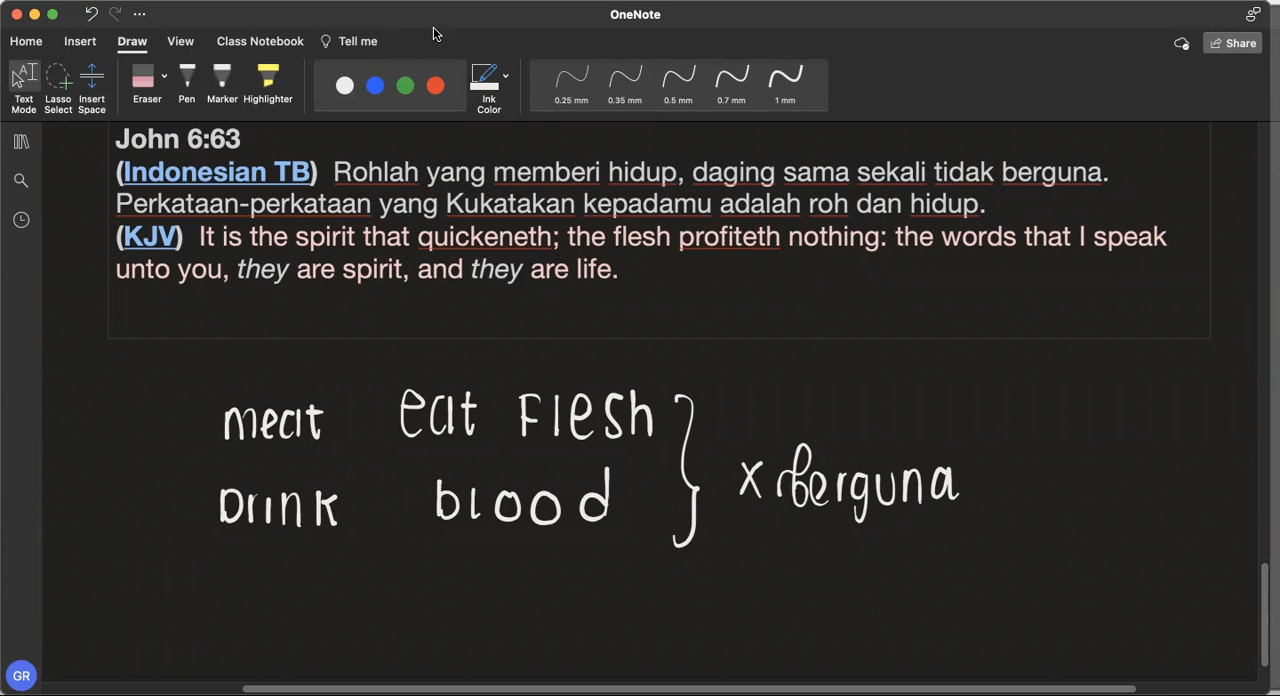 OneNote
Home Insert Draw View Class Notebook Tell me Share
Text Mode
Lasso Select
Insert Space
Eraser
Pen
Marker
Highlighter
Ink Color
0.25 mm 0.35 mm 0.5 mm 0.7 mm 1 mm
John 6:63
(Indonesian TB) Rohlah yang memberi hidup, daging sama sekali tidak berguna.
Perkataan-perkataan yang Kukatakan kepadamu adalah roh dan hidup.
(KJV) It is the spirit that quickeneth; the flesh profiteth nothing: the words that I speak
unto you, they are spirit, and they are life.
meat eat Flesh
Drink blood
x berguna
GR